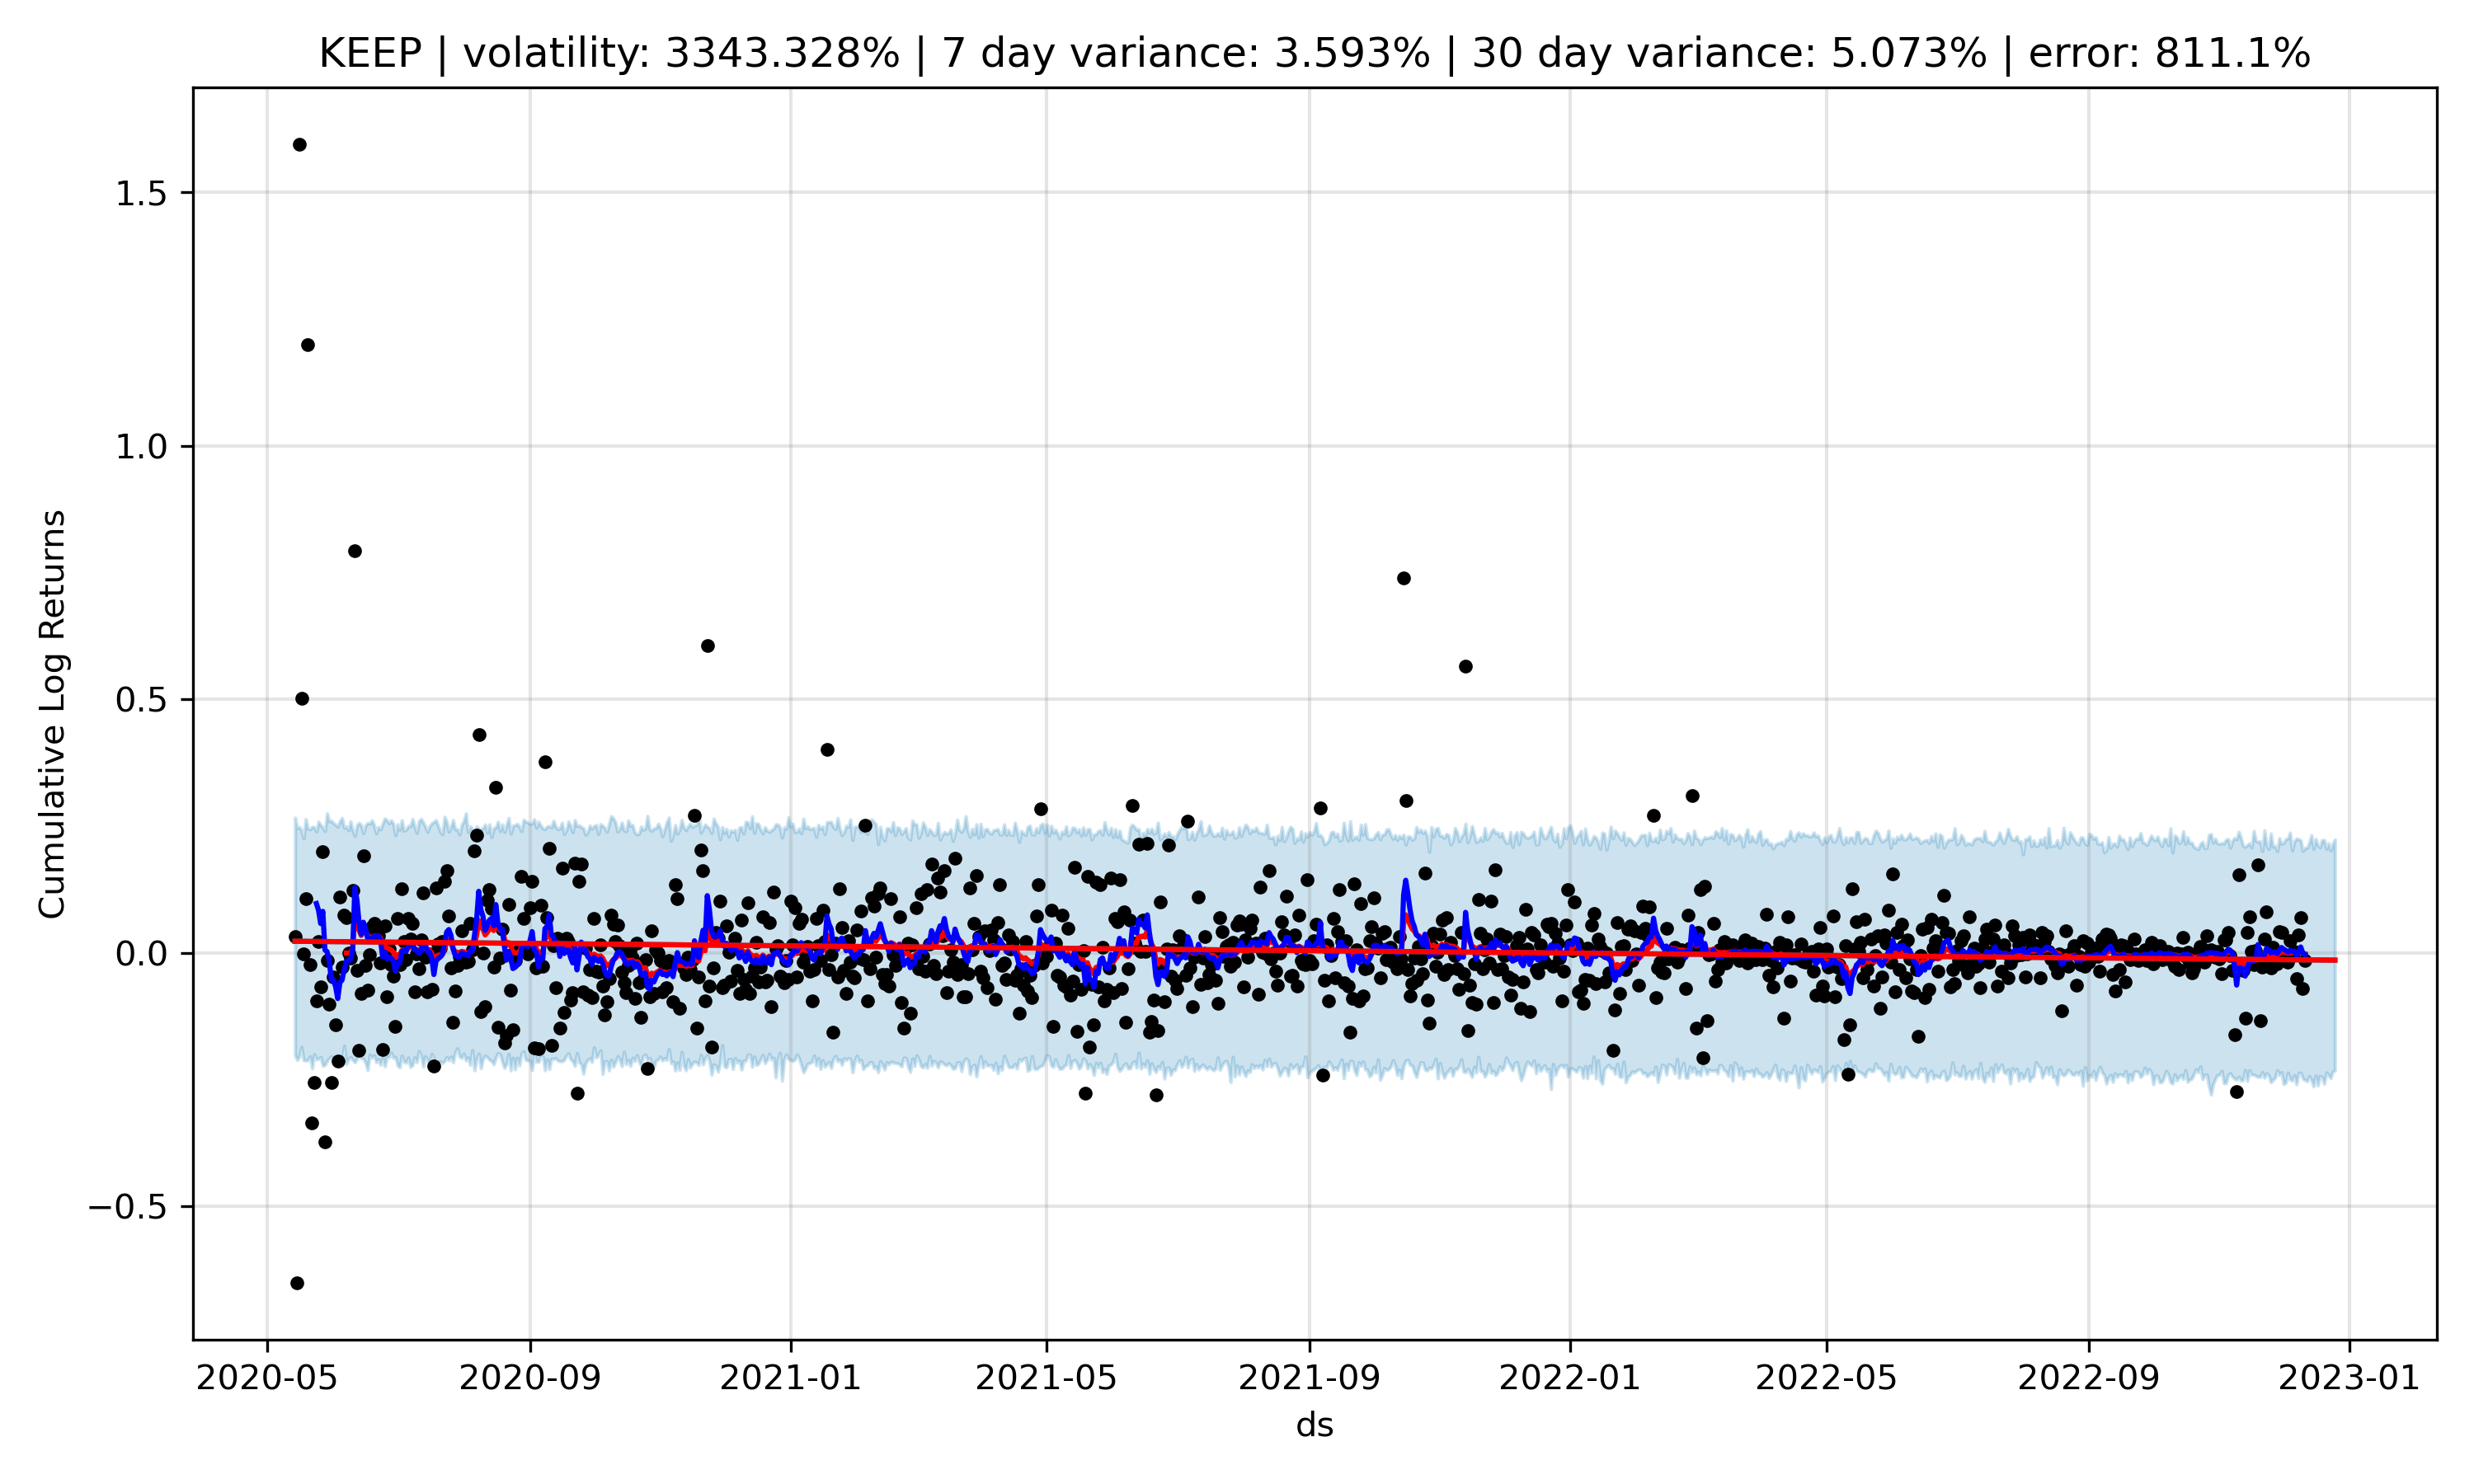 KEEP | volatility: 3343.328% | 7 day variance: 3.593% | 30 day variance: 5.073% | error: 811.1%
Cumulative Log Returns
1.5
1.0
0.5
0.0
−0.5
2020-05 2020-09 2021-01 2021-05 2021-09 2022-01 2022-05 2022-09 2023-01
ds